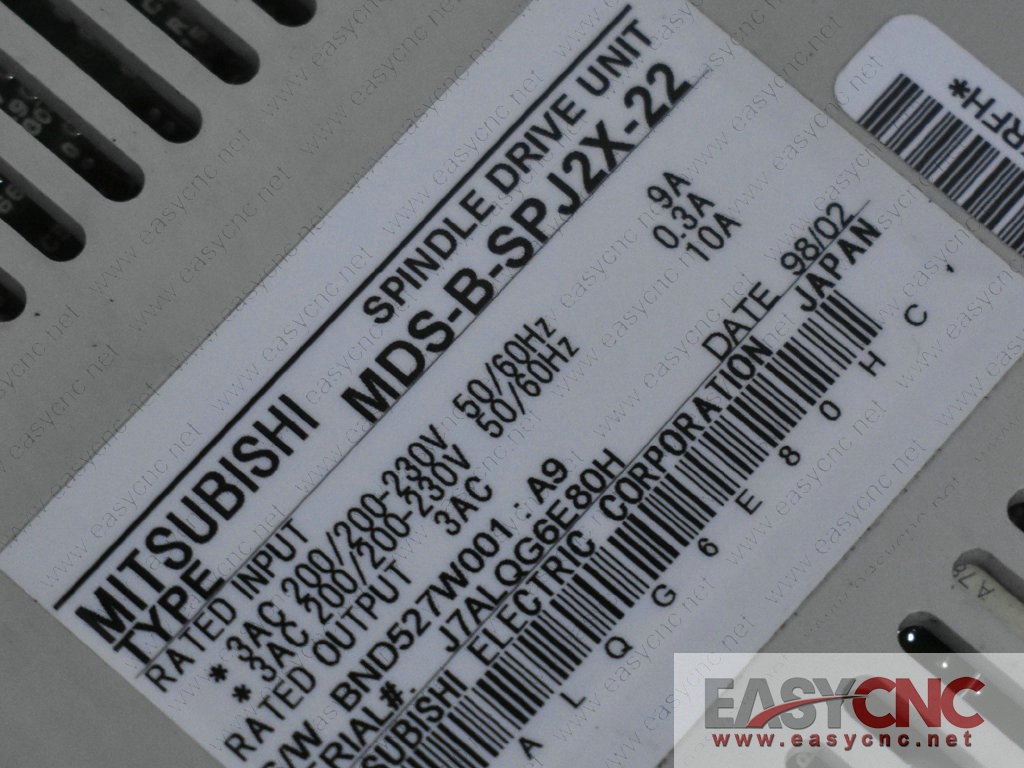 MITSUBISHI SPINDLE DRIVE UNIT
TYPE MDS-B-SPJ2X-22
RATED INPUT
* 3AC 200/200-230V 50/60Hz 9A
* 3AC 200/200-230V 50/60Hz 0.3A
RATED OUTPUT 3AC 10A
S/W BND527W001 : A9
SERIAL#. J7ALQG6E80H DATE 98/02
MITSUBISHI ELECTRIC CORPORATION JAPAN
A L Q G 6 E 8 0 H C
RFH*
EASYCNC
www.easycnc.net